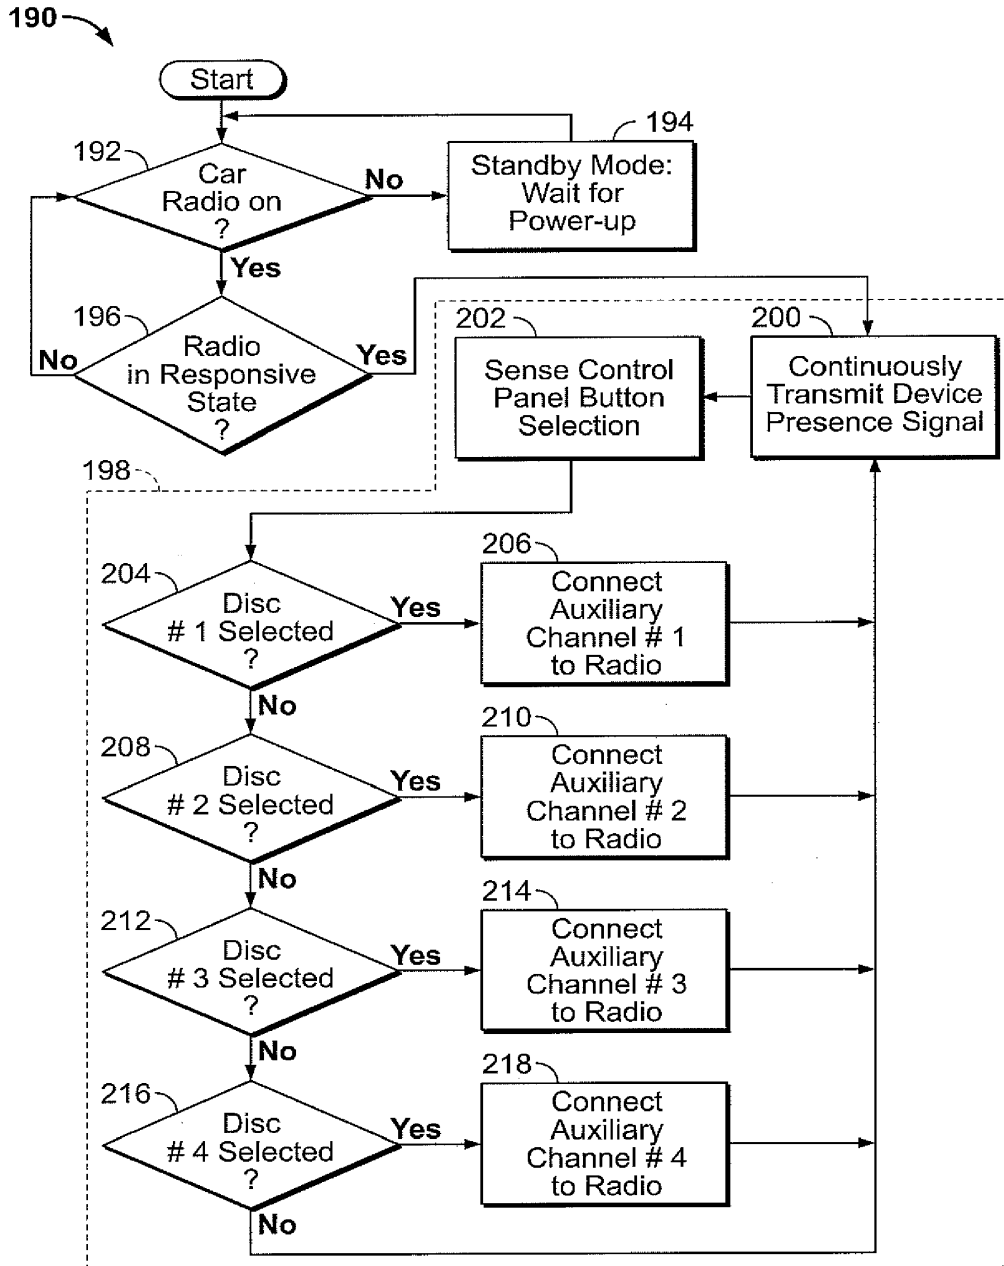 190
Start
192
Car
Radio on
?
No
194
Standby Mode:
Wait for
Power-up
Yes
196
Radio
in Responsive
State
?
No
Yes
202
Sense Control
Panel Button
Selection
200
Continuously
Transmit Device
Presence Signal
198
204
Disc
# 1 Selected
?
Yes
206
Connect
Auxiliary
Channel # 1
to Radio
No
208
Disc
# 2 Selected
?
Yes
210
Connect
Auxiliary
Channel # 2
to Radio
No
212
Disc
# 3 Selected
?
Yes
214
Connect
Auxiliary
Channel # 3
to Radio
No
216
Disc
# 4 Selected
?
Yes
218
Connect
Auxiliary
Channel # 4
to Radio
No